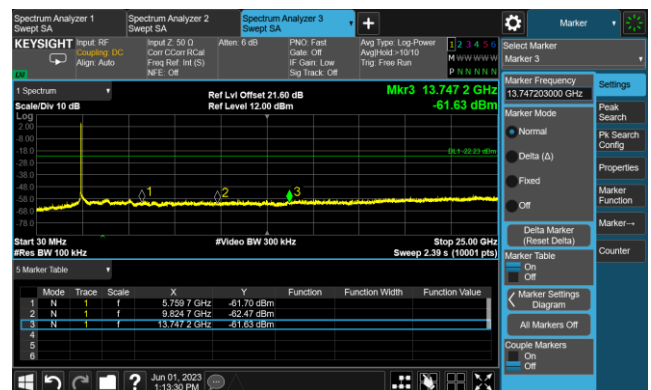 Spectrum Analyzer 1
Swept SA
Spectrum Analyzer 2
Swept SA
Spectrum Analyzer 3
Swept SA
+
Marker
KEYSIGHT
Input: RF
Coupling: DC
Align: Auto
Input Z: 50 Ω
Corr CCorr RCal
Freq Ref: Int (S)
NFE: Off
Atten: 6 dB
PNO: Fast
Gate: Off
IF Gain: Low
Sig Track: Off
Avg Type: Log-Power
Avg|Hold:>10/10
Trig: Free Run
1 2 3 4 5 6
M W W W W W
P N N N N N
LW
Select Marker
Marker 3
1 Spectrum
Scale/Div 10 dB
Log
Ref Lvl Offset 21.60 dB
Ref Level 12.00 dBm
Mkr3 13.747 2 GHz
-61.63 dBm
2.00
-8.00
-18.0
-28.0
-38.0
-48.0
-58.0
-68.0
-78.0
DL1 -22.23 dBm
1
2
3
Start 30 MHz
#Res BW 100 kHz
#Video BW 300 kHz
Stop 25.00 GHz
Sweep 2.39 s (10001 pts)
5 Marker Table
Mode Trace Scale X Y Function Function Width Function Value
1 N 1 f 5.759 7 GHz -61.70 dBm
2 N 1 f 9.824 7 GHz -62.47 dBm
3 N 1 f 13.747 2 GHz -61.63 dBm
4
5
6
Marker Frequency
13.747203000 GHz
Marker Mode
Normal
Delta (Δ)
Fixed
Off
Delta Marker
(Reset Delta)
Marker Table
On
Off
Marker Settings
Diagram
All Markers Off
Couple Markers
On
Off
Settings
Peak
Search
Pk Search
Config
Properties
Marker
Function
Marker→
Counter
?
Jun 01, 2023
1:13:30 PM